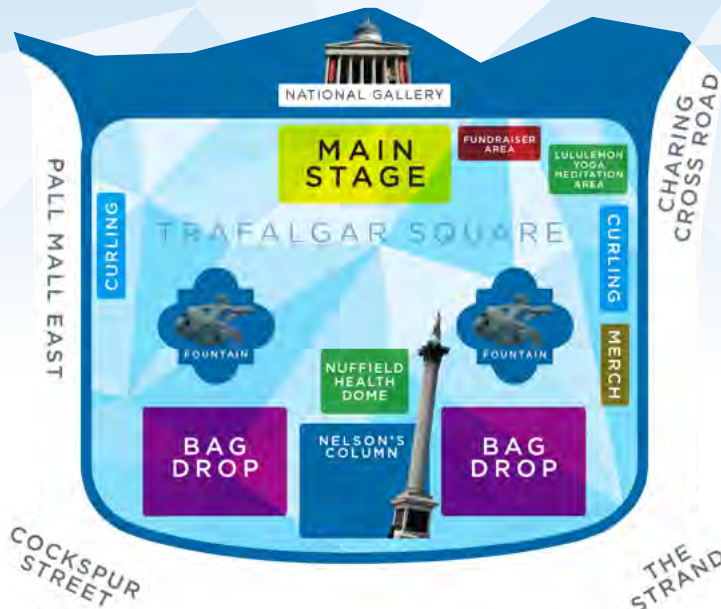 NATIONAL GALLERY
MAIN
STAGE
FUNDRAISER
AREA
LULULEMON
YOGA
MEDITATION
AREA
CHARING
CROSS ROAD
PALL MALL EAST
CURLING
TRAFALGAR SQUARE
CURLING
FOUNTAIN
FOUNTAIN
MERCH
NUFFIELD
HEALTH
DOME
BAG
DROP
NELSON'S
COLUMN
BAG
DROP
COCKSPUR
STREET
THE
STRAND